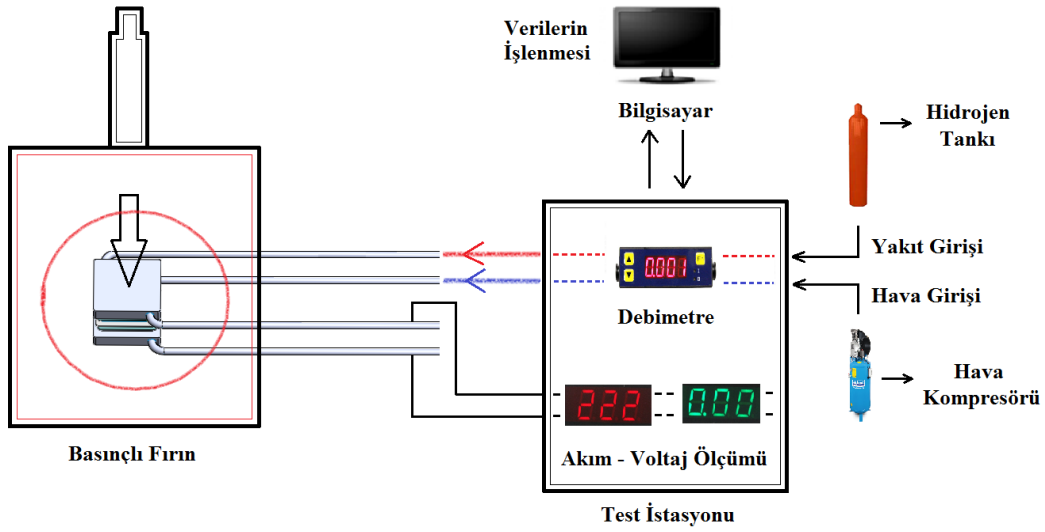 Verilerin
İşlenmesi
Bilgisayar
Hidrojen
Tankı
Yakıt Girişi
0.001
Hava Girişi
Debimetre
Hava
Kompresörü
222
0.00
Basınçlı Fırın
Akım - Voltaj Ölçümü
Test İstasyonu